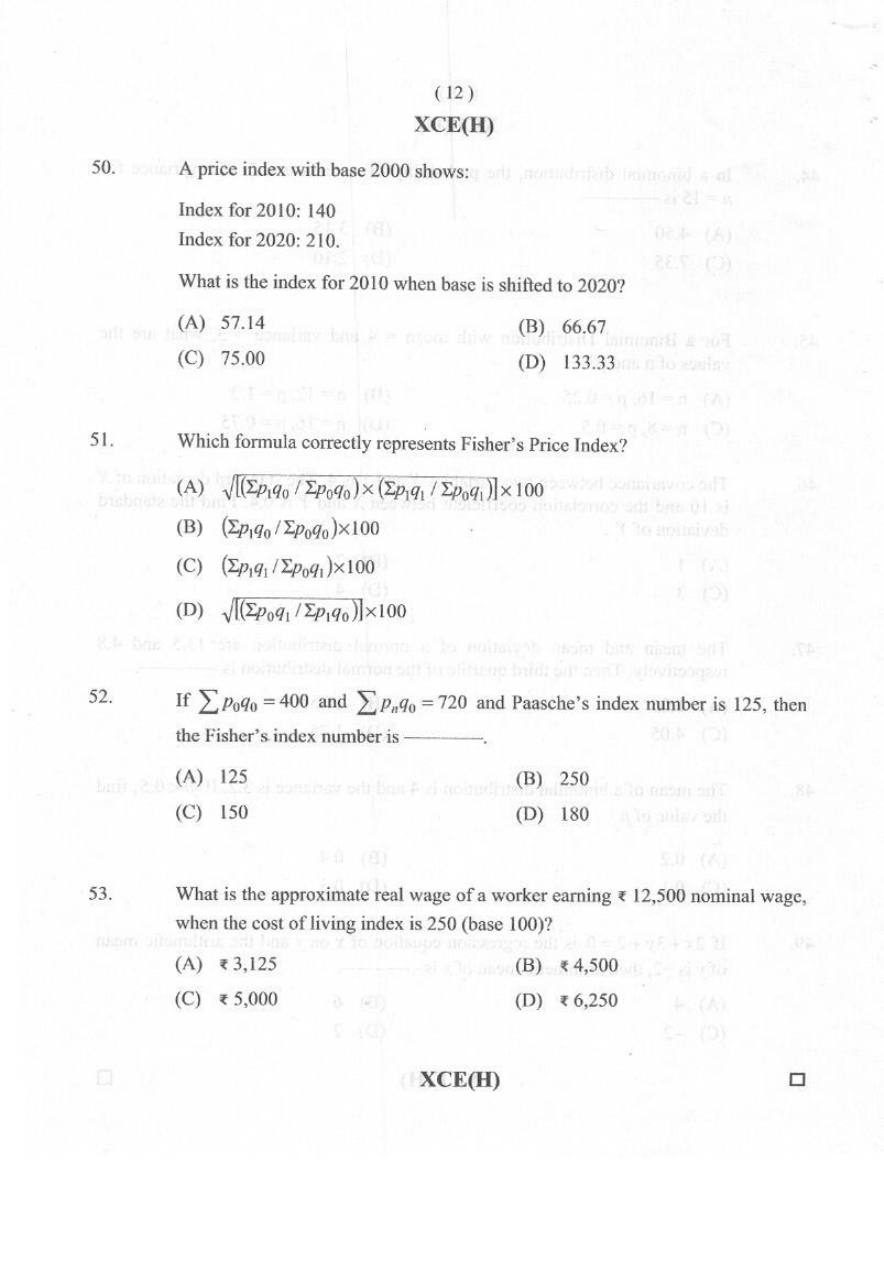 ( 12 )
XCE(H)
50. A price index with base 2000 shows:
Index for 2010: 140
Index for 2020: 210.
What is the index for 2010 when base is shifted to 2020?
(A) 57.14 (B) 66.67
(C) 75.00 (D) 133.33
51. Which formula correctly represents Fisher's Price Index?
(A) √[(Σp₁q₀ / Σp₀q₀)×(Σp₁q₁ / Σp₀q₁)]×100
(B) (Σp₁q₀ / Σp₀q₀)×100
(C) (Σp₁q₁ / Σp₀q₁)×100
(D) √[(Σp₀q₁ / Σp₁q₀)]×100
52. If ∑p₀q₀ = 400 and ∑pₙq₀ = 720 and Paasche's index number is 125, then
the Fisher's index number is ————.
(A) 125 (B) 250
(C) 150 (D) 180
53. What is the approximate real wage of a worker earning ₹ 12,500 nominal wage,
when the cost of living index is 250 (base 100)?
(A) ₹ 3,125 (B) ₹ 4,500
(C) ₹ 5,000 (D) ₹ 6,250
XCE(H)